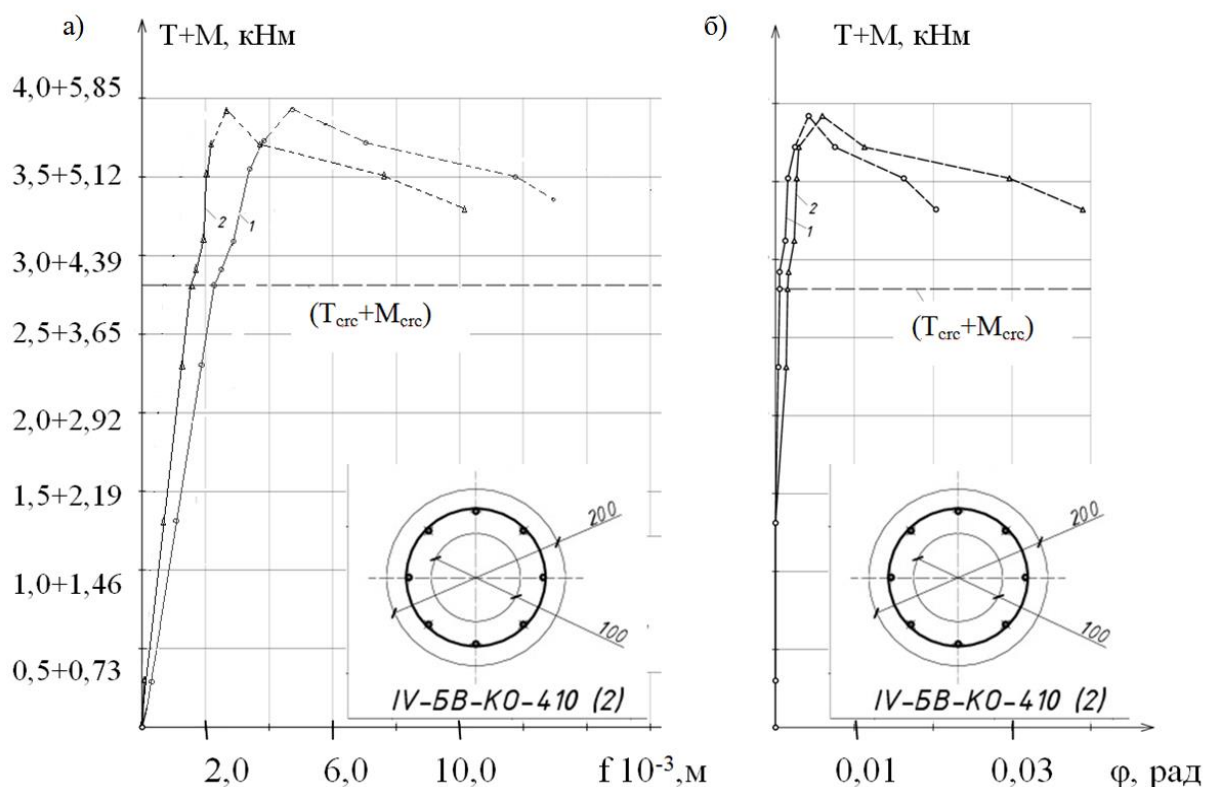 а)
T+M, кНм
4,0+5,85
3,5+5,12
3,0+4,39
2,5+3,65
2,0+2,92
1,5+2,19
1,0+1,46
0,5+0,73
2
1
(Tcrc+Mcrc)
200
100
IV-БВ-КО-410 (2)
2,0
6,0
10,0
f 10⁻³,м
б)
T+M, кНм
2
1
(Tcrc+Mcrc)
200
100
IV-БВ-КО-410 (2)
0,01
0,03
φ, рад